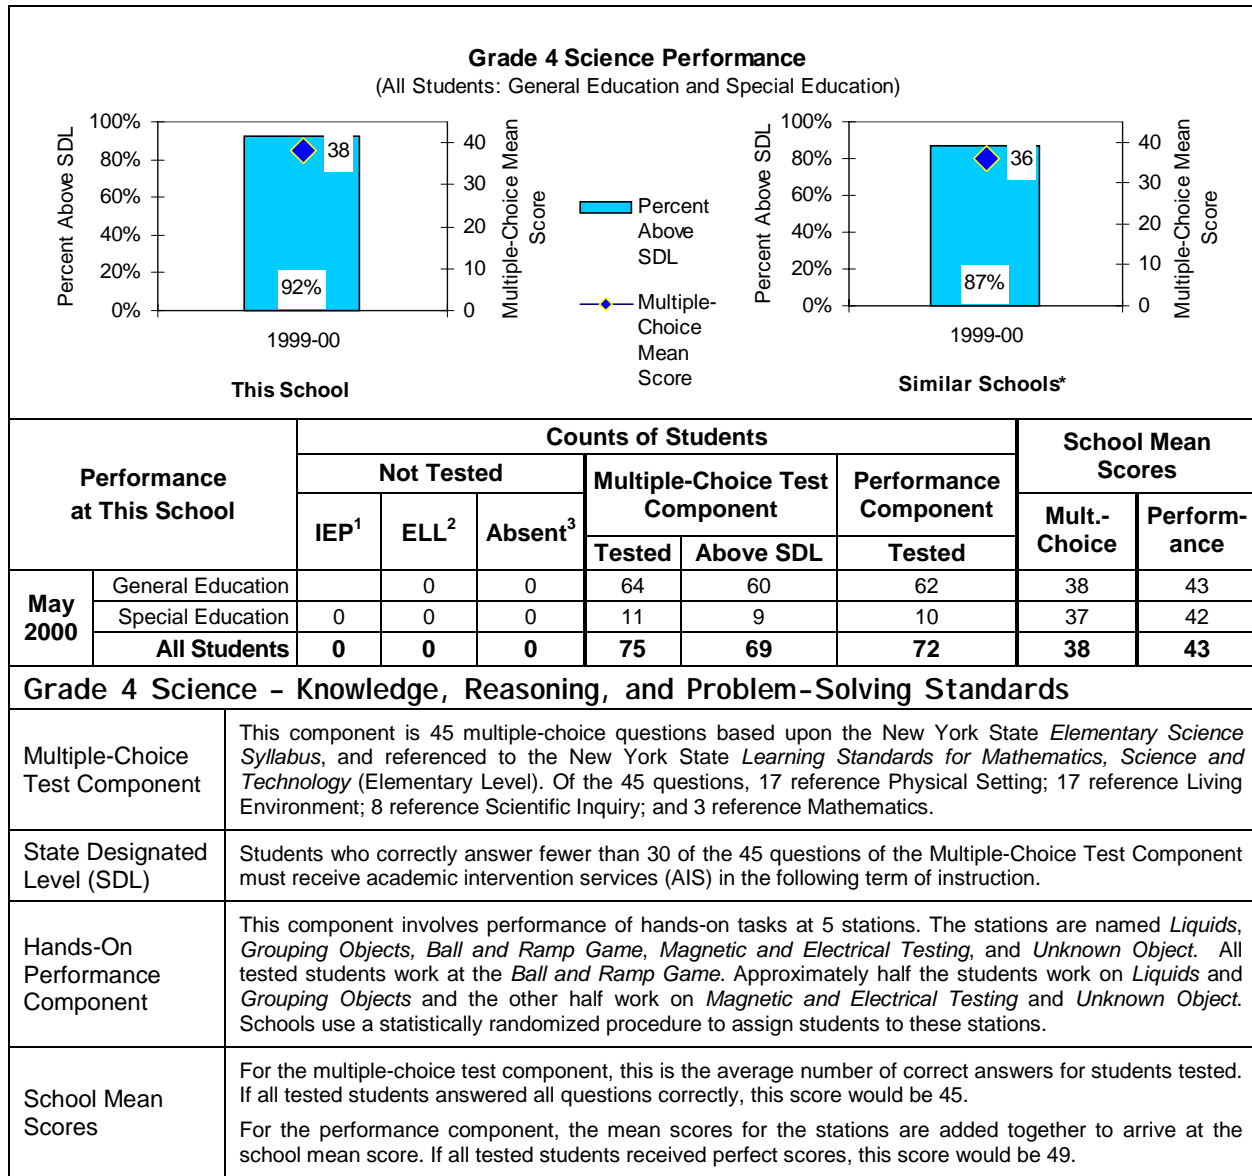 Grade 4 Science Performance
(All Students: General Education and Special Education)
Percent Above SDL
100%
80%
60%
40%
20%
0%
38
92%
40
30
20
10
0
Multiple-Choice Mean
Score
1999-00
This School
Percent
Above
SDL
Multiple-
Choice
Mean
Score
Percent Above SDL
100%
80%
60%
40%
20%
0%
36
87%
40
30
20
10
0
Multiple-Choice Mean
Score
1999-00
Similar Schools*
Performance
at This School
Counts of Students
School Mean
Scores
Not Tested
Multiple-Choice Test
Component
Performance
Component
IEP1 ELL2 Absent3
Tested Above SDL Tested
Mult.-
Choice
Perform-
ance
May
2000
General Education 0 0 64 60 62 38 43
Special Education 0 0 0 11 9 10 37 42
All Students 0 0 0 75 69 72 38 43
Grade 4 Science – Knowledge, Reasoning, and Problem-Solving Standards
Multiple-Choice
Test Component
This component is 45 multiple-choice questions based upon the New York State Elementary Science
Syllabus, and referenced to the New York State Learning Standards for Mathematics, Science and
Technology (Elementary Level). Of the 45 questions, 17 reference Physical Setting; 17 reference Living
Environment; 8 reference Scientific Inquiry; and 3 reference Mathematics.
State Designated
Level (SDL)
Students who correctly answer fewer than 30 of the 45 questions of the Multiple-Choice Test Component
must receive academic intervention services (AIS) in the following term of instruction.
Hands-On
Performance
Component
This component involves performance of hands-on tasks at 5 stations. The stations are named Liquids,
Grouping Objects, Ball and Ramp Game, Magnetic and Electrical Testing, and Unknown Object. All
tested students work at the Ball and Ramp Game. Approximately half the students work on Liquids and
Grouping Objects and the other half work on Magnetic and Electrical Testing and Unknown Object.
Schools use a statistically randomized procedure to assign students to these stations.
School Mean
Scores
For the multiple-choice test component, this is the average number of correct answers for students tested.
If all tested students answered all questions correctly, this score would be 45.
For the performance component, the mean scores for the stations are added together to arrive at the
school mean score. If all tested students received perfect scores, this score would be 49.